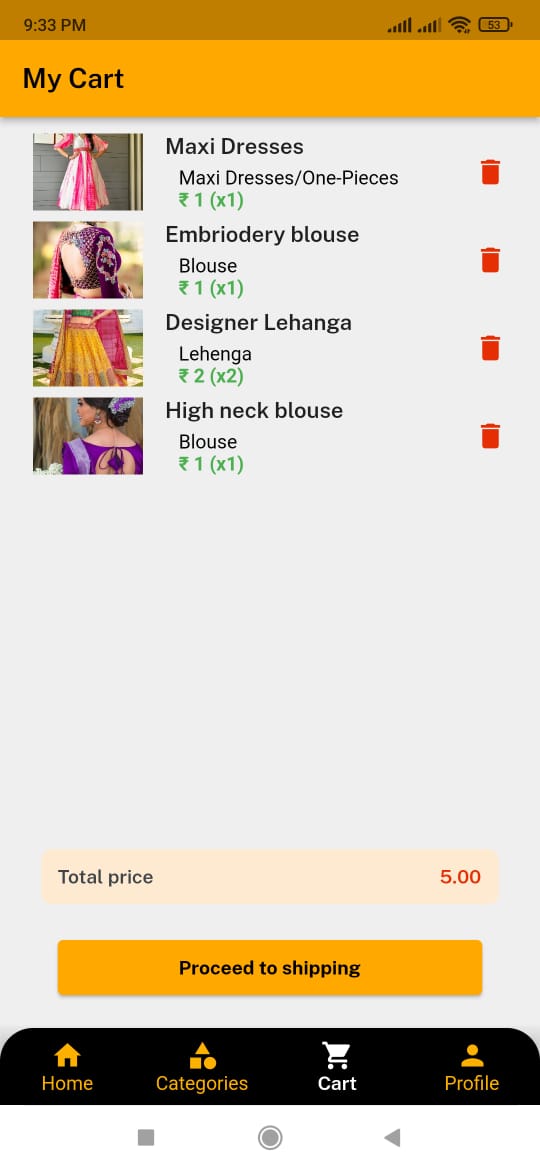 9:33 PM
53
My Cart
Maxi Dresses
Maxi Dresses/One-Pieces
₹ 1 (x1)
Embriodery blouse
Blouse
₹ 1 (x1)
Designer Lehanga
Lehenga
₹ 2 (x2)
High neck blouse
Blouse
₹ 1 (x1)
Total price 5.00
Proceed to shipping
Home Categories Cart Profile